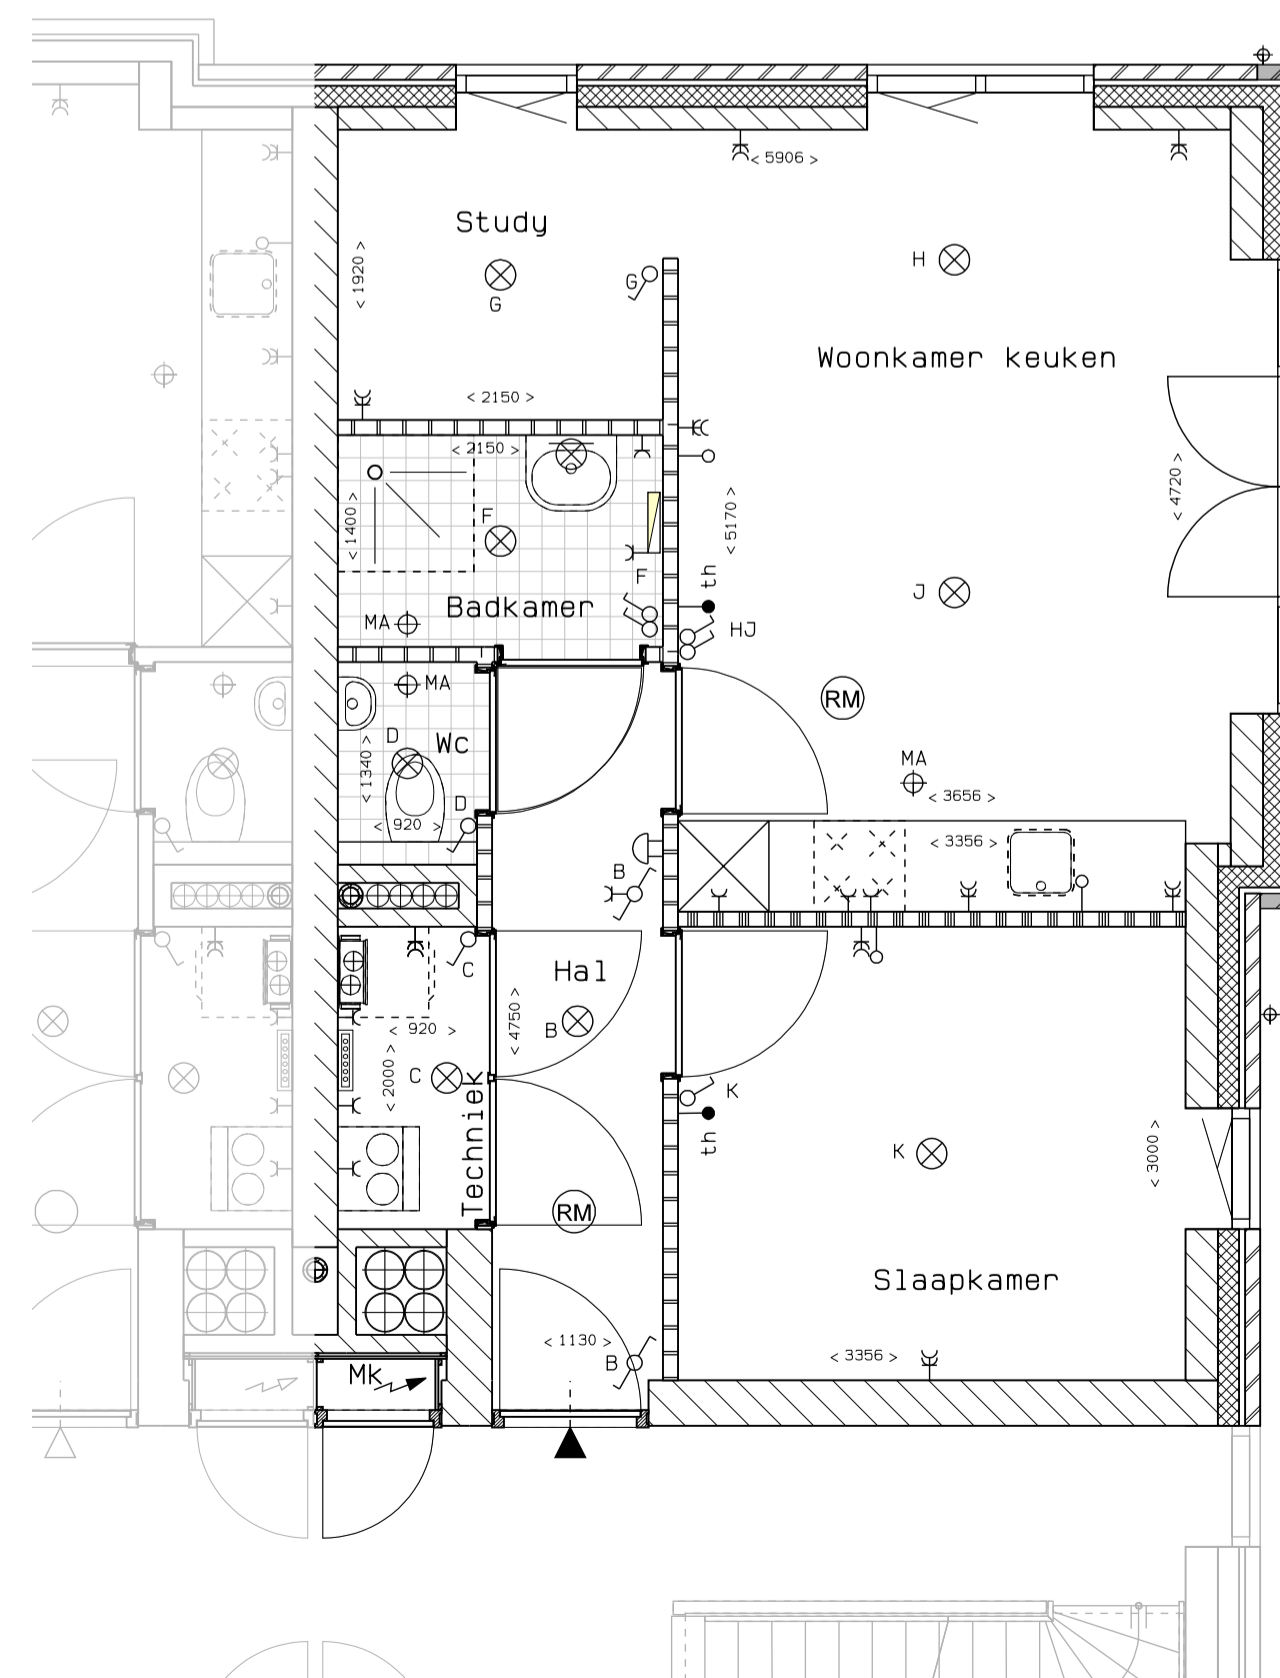 < 5906 >
Study
G
G
< 1920 >
H
Woonkamer keuken
< 2150 >
< 2150 >
< 4720 >
< 1400 >
F
< 5170 >
F
th
J
Badkamer
MA
HJ
MA
RM
D
Wc
< 1340 >
MA
< 3656 >
D
< 920 >
< 3356 >
B
C
Hal
< 4750 >
B
< 920 >
C
< 2000 >
K
Techniek
th
K
< 3000 >
RM
Slaapkamer
< 1130 >
B
< 3356 >
Mk